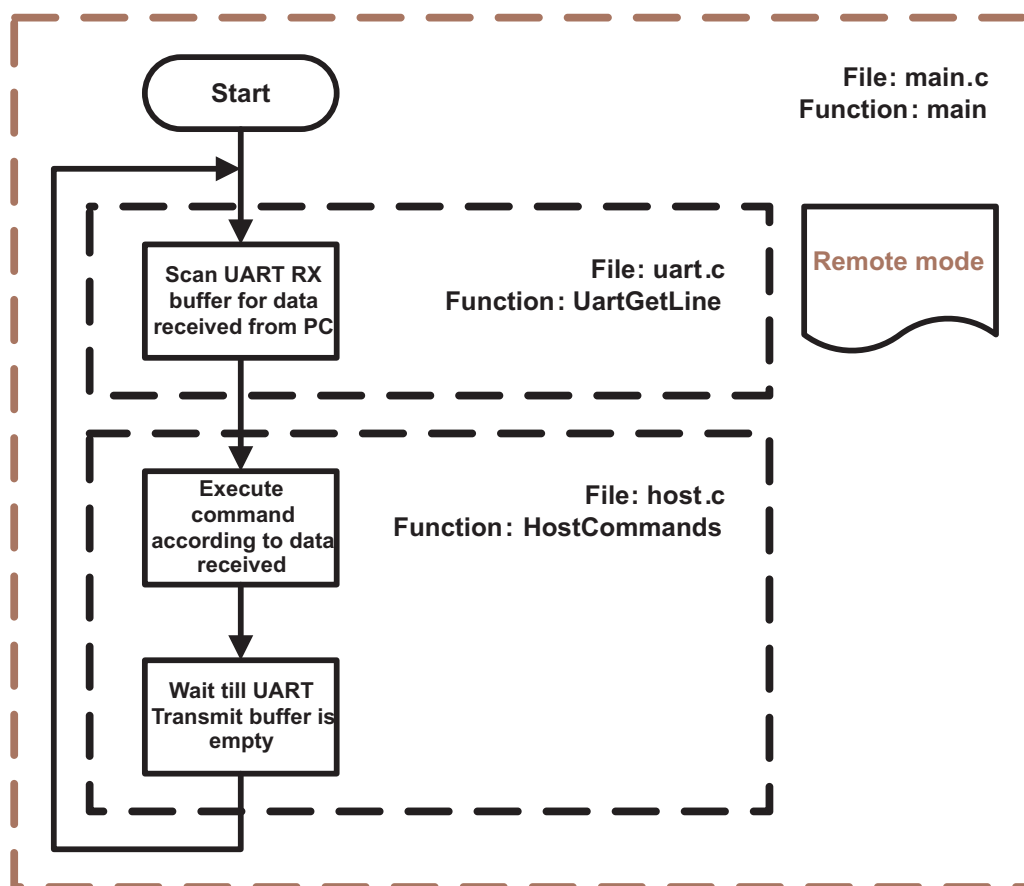 Start
File: main.c
Function: main
Scan UART RX
buffer for data
received from PC
File: uart.c
Function: UartGetLine
Remote mode
Execute
command
according to data
received
File: host.c
Function: HostCommands
Wait till UART
Transmit buffer is
empty